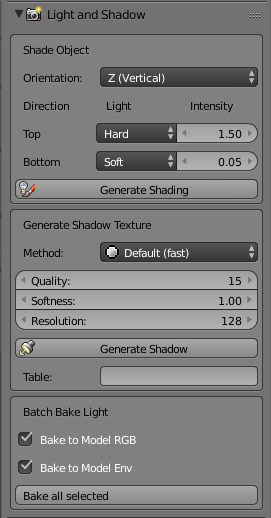 Light and Shadow
Shade Object
Orientation: Z (Vertical)
Direction Light Intensity
Top Hard 1.50
Bottom Soft 0.05
Generate Shading
Generate Shadow Texture
Method: Default (fast)
Quality: 15
Softness: 1.00
Resolution: 128
Generate Shadow
Table:
Batch Bake Light
Bake to Model RGB
Bake to Model Env
Bake all selected